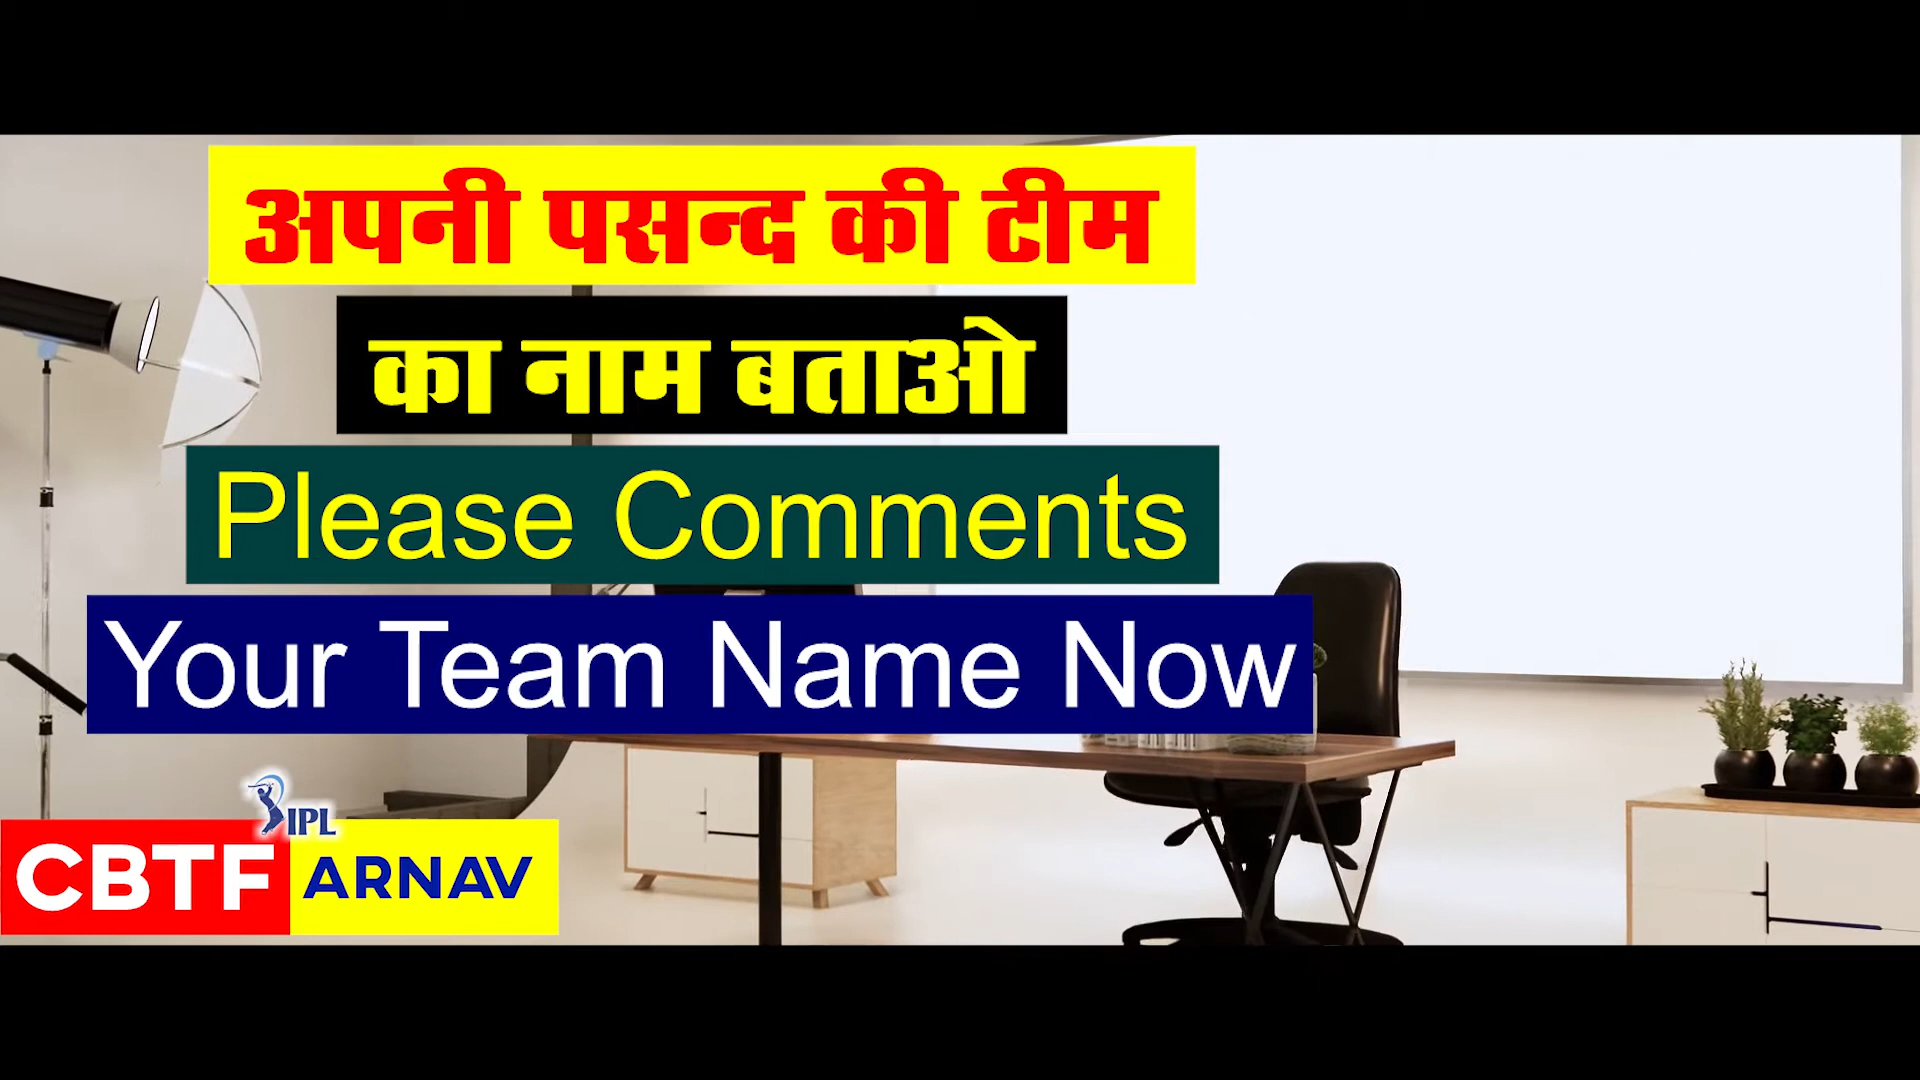 अपनी पसन्द की टीम
का नाम बताओ
Please Comments
Your Team Name Now
IPL
CBTF ARNAV